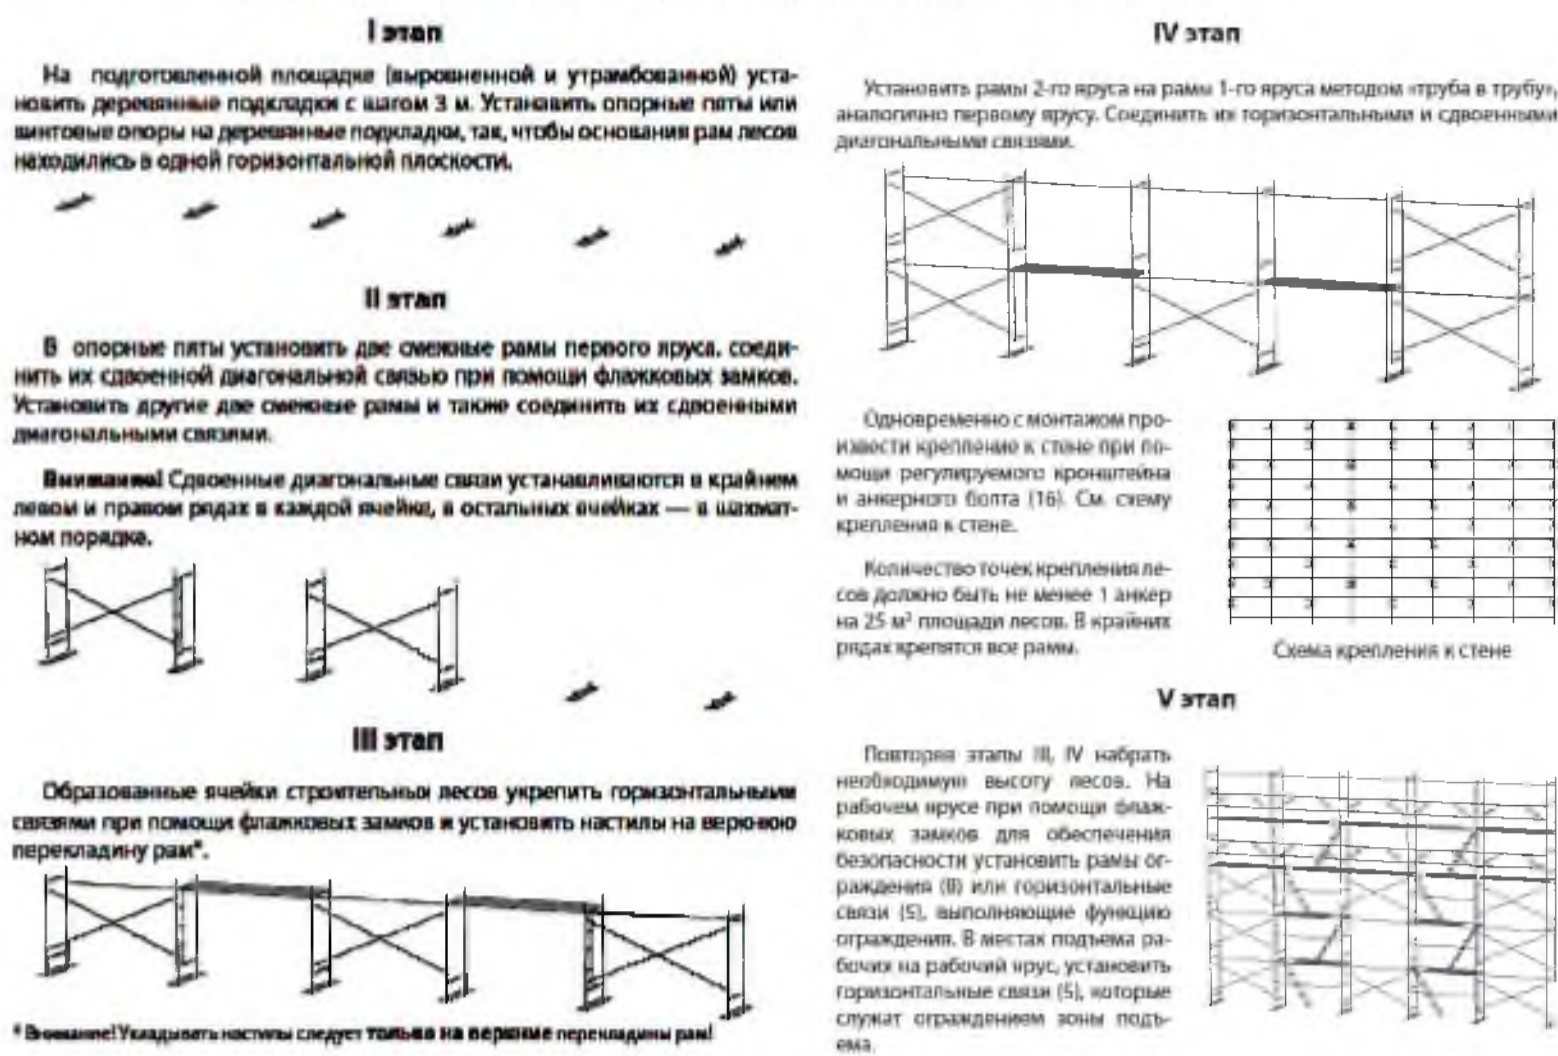 I этап
На подготовленной площадке (выровненной и утрамбованной) уста-
новить деревянные подкладки с шагом 3 м. Установить опорные пяты или
винтовые опоры на деревянные подкладки, так, чтобы основания рам лесов
находились в одной горизонтальной плоскости.
II этап
В опорные пяты установить две смежные рамы первого яруса, соеди-
нить их сдвоенной диагональной связью при помощи флажковых замков.
Установить другие две смежные рамы и также соединить их сдвоенными
диагональными связями.
Внимание! Сдвоенные диагональные связи устанавливаются в крайнем
левом и правом рядах в каждой ячейке, в остальных ячейках — в шахмат-
ном порядке.
III этап
Образованные ячейки строительных лесов укрепить горизонтальными
связями при помощи флажковых замков и установить настилы на верхнюю
перекладину рам*.
* Внимание! Укладывать настилы следует только на верхние перекладины рам!
IV этап
Установить рамы 2-го яруса на рамы 1-го яруса методом «труба в трубу»,
аналогично первому ярусу. Соединить их горизонтальными и сдвоенными
диагональными связями.
Одновременно с монтажом про-
извести крепление к стене при по-
мощи регулируемого кронштейна
и анкерного болта (16). См. схему
крепления к стене.
Количество точек крепления ле-
сов должно быть не менее 1 анкер
на 25 м² площади лесов. В крайних
рядах крепятся все рамы.
Схема крепления к стене
V этап
Повторяя этапы III, IV набрать
необходимую высоту лесов. На
рабочем ярусе при помощи флаж-
ковых замков для обеспечения
безопасности установить рамы ог-
раждения (8) или горизонтальные
связи (5), выполняющие функцию
ограждения. В местах подъема ра-
бочих на рабочий ярус, установить
горизонтальные связи (5), которые
служат ограждением зоны подъ-
ема.